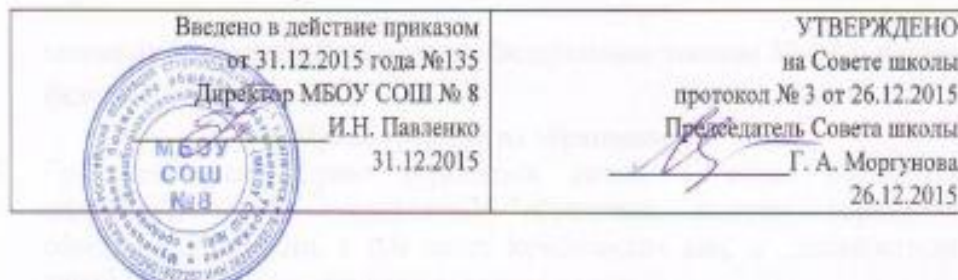 Введено в действие приказом
от 31.12.2015 года №135
Директор МБОУ СОШ № 8
И.Н. Павленко
31.12.2015
УТВЕРЖДЕНО
на Совете школы
протокол № 3 от 26.12.2015
Председатель Совета школы
Г. А. Моргунова
26.12.2015
МБОУ
СОШ
№8